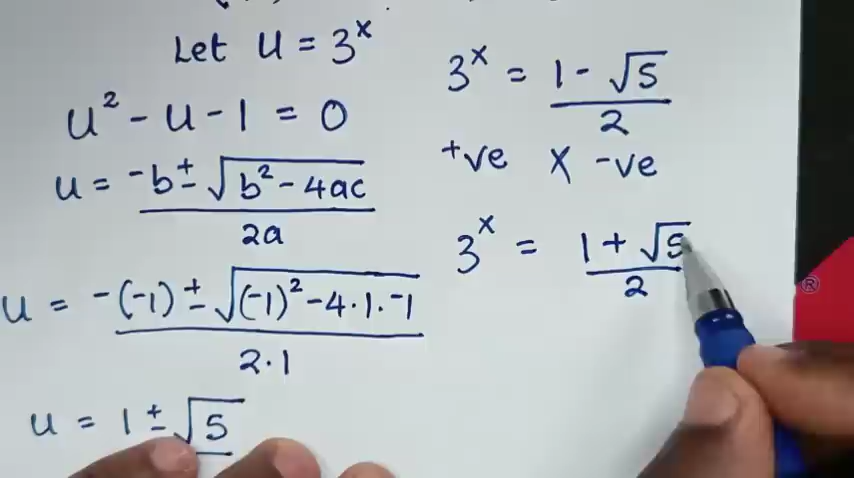 Let u = 3^x
u² - u - 1 = 0
u = -b ± √(b² - 4ac) / 2a
u = -(-1) ± √((-1)² - 4·1·-1) / 2·1
u = 1 ± √5
3^x = (1 - √5) / 2
+ve X -ve
3^x = (1 + √5) / 2
®